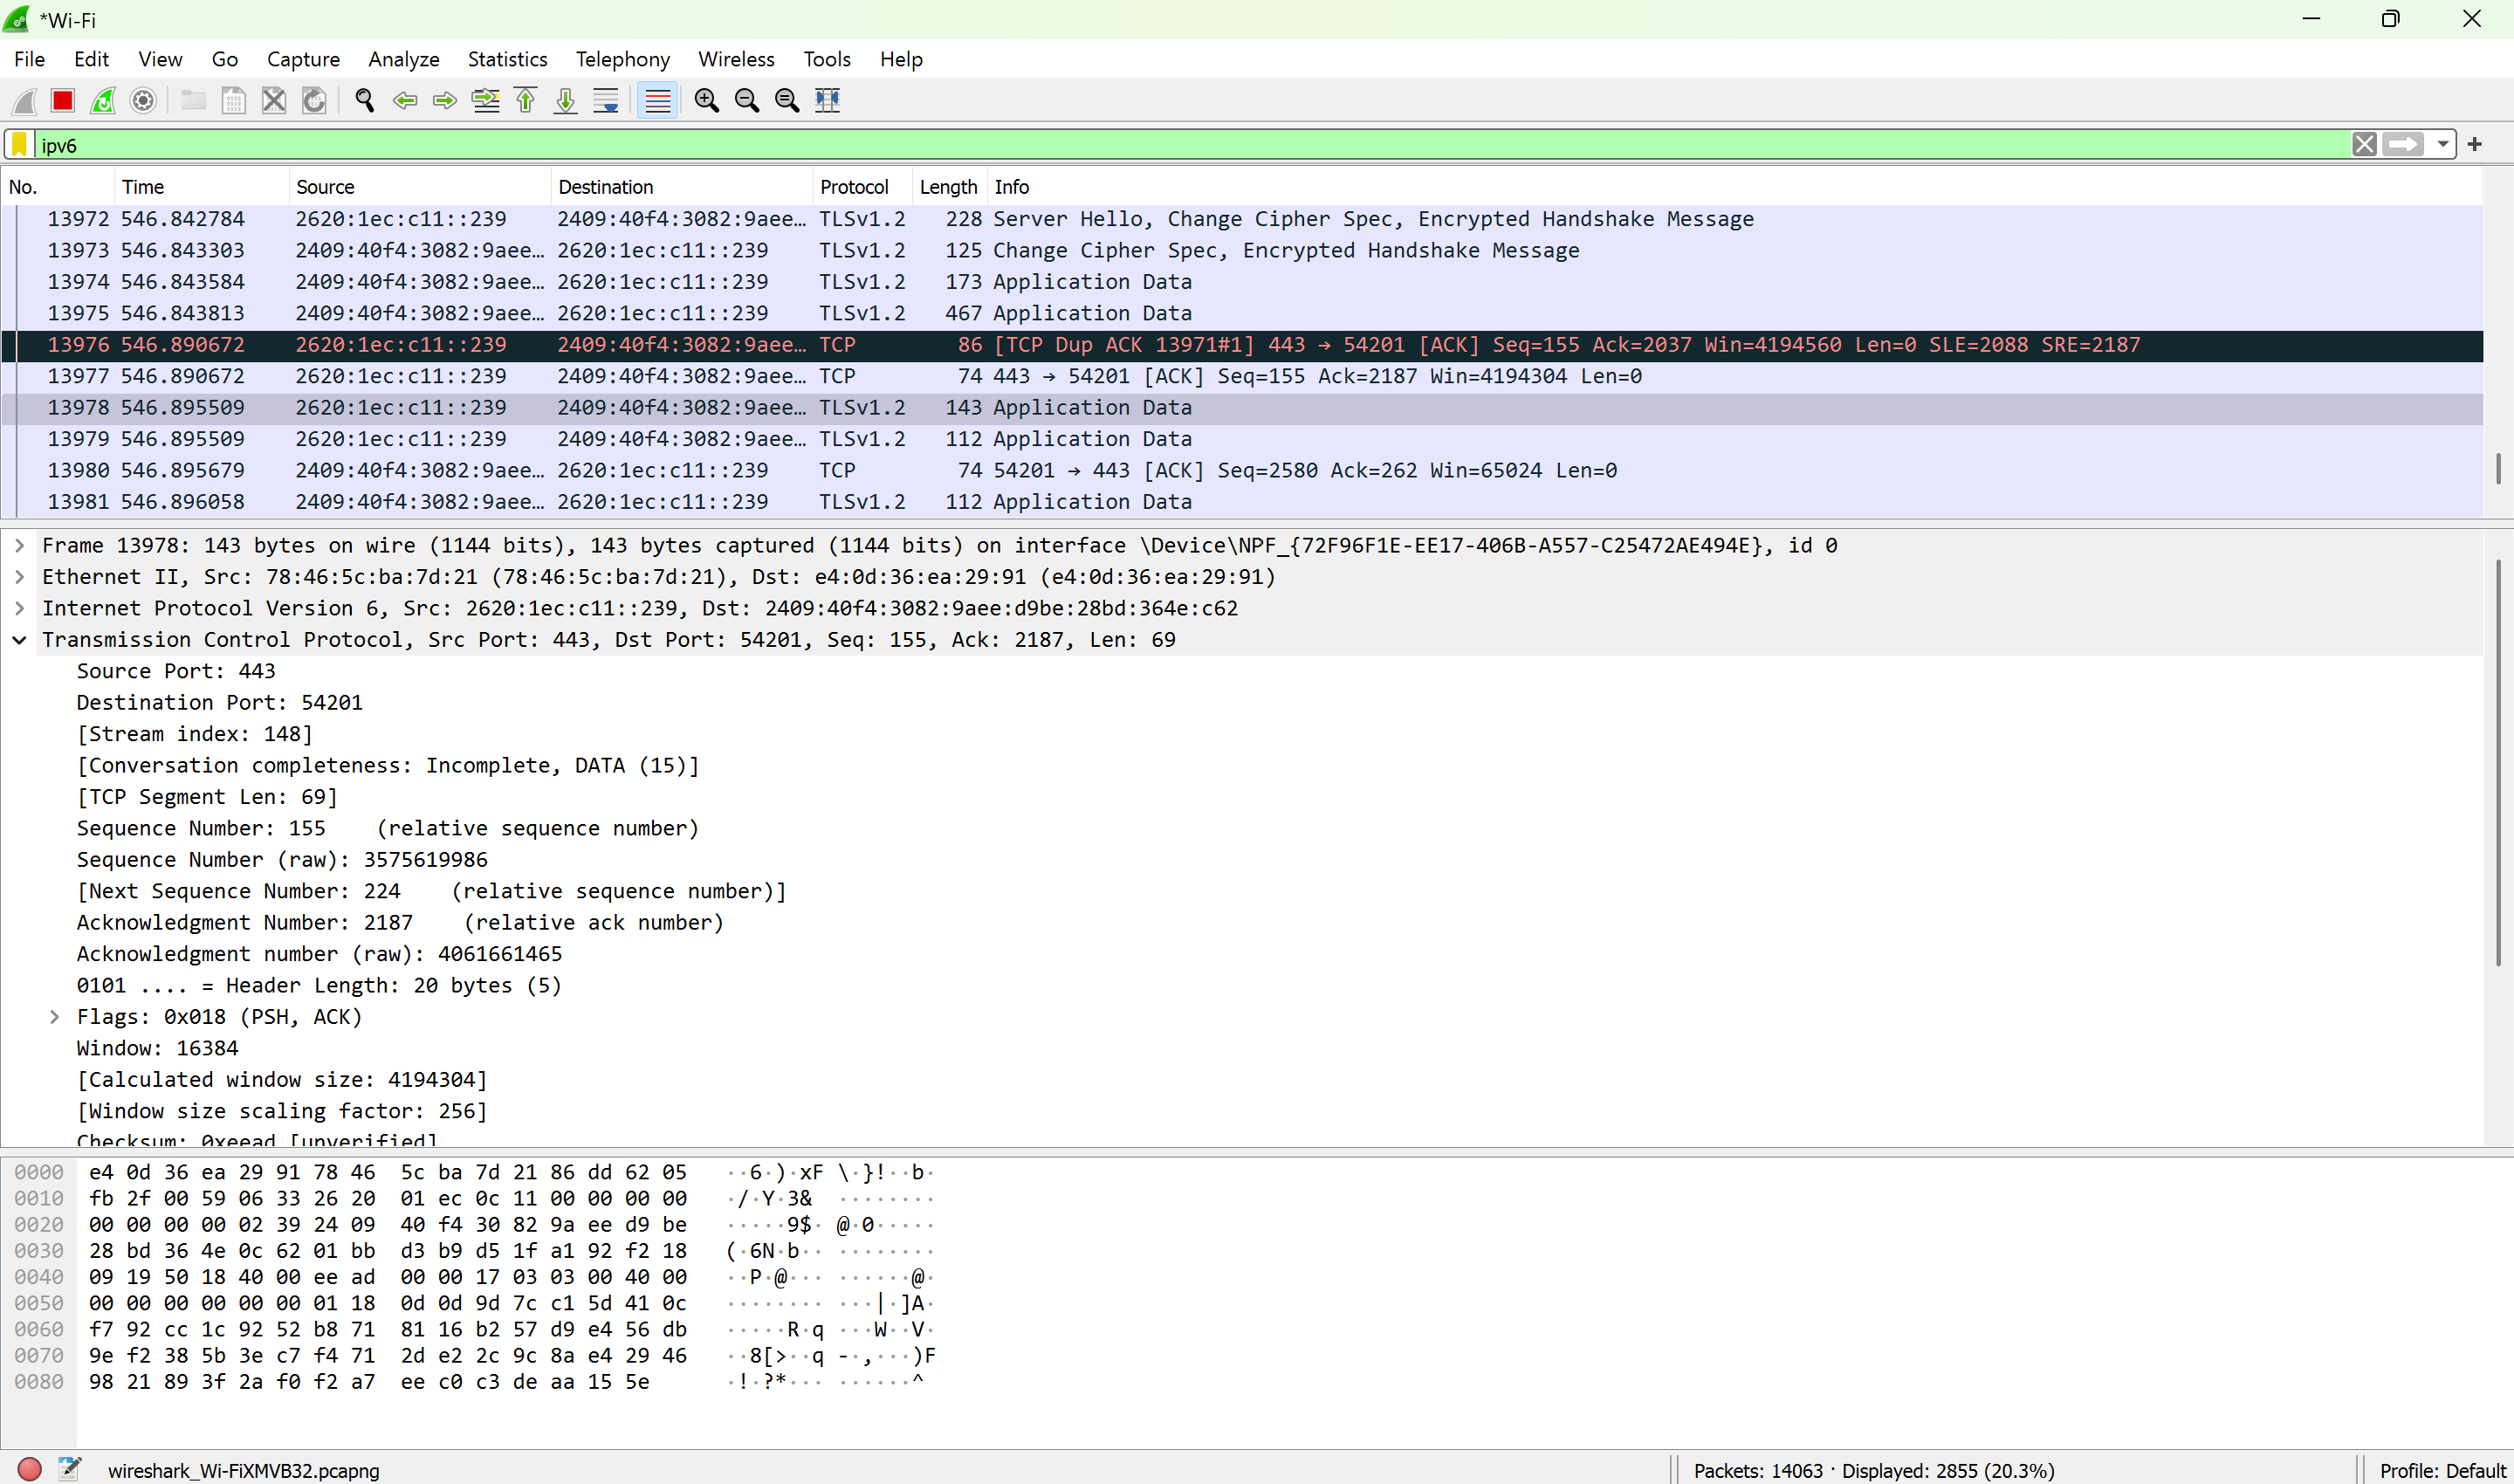 *Wi-Fi
File Edit View Go Capture Analyze Statistics Telephony Wireless Tools Help
ipv6
No. Time Source Destination Protocol Length Info
13972 546.842784 2620:1ec:c11::239 2409:40f4:3082:9aee… TLSv1.2 228 Server Hello, Change Cipher Spec, Encrypted Handshake Message
13973 546.843303 2409:40f4:3082:9aee… 2620:1ec:c11::239 TLSv1.2 125 Change Cipher Spec, Encrypted Handshake Message
13974 546.843584 2409:40f4:3082:9aee… 2620:1ec:c11::239 TLSv1.2 173 Application Data
13975 546.843813 2409:40f4:3082:9aee… 2620:1ec:c11::239 TLSv1.2 467 Application Data
13976 546.890672 2620:1ec:c11::239 2409:40f4:3082:9aee… TCP 86 [TCP Dup ACK 13971#1] 443 → 54201 [ACK] Seq=155 Ack=2037 Win=4194560 Len=0 SLE=2088 SRE=2187
13977 546.890672 2620:1ec:c11::239 2409:40f4:3082:9aee… TCP 74 443 → 54201 [ACK] Seq=155 Ack=2187 Win=4194304 Len=0
13978 546.895509 2620:1ec:c11::239 2409:40f4:3082:9aee… TLSv1.2 143 Application Data
13979 546.895509 2620:1ec:c11::239 2409:40f4:3082:9aee… TLSv1.2 112 Application Data
13980 546.895679 2409:40f4:3082:9aee… 2620:1ec:c11::239 TCP 74 54201 → 443 [ACK] Seq=2580 Ack=262 Win=65024 Len=0
13981 546.896058 2409:40f4:3082:9aee… 2620:1ec:c11::239 TLSv1.2 112 Application Data
Frame 13978: 143 bytes on wire (1144 bits), 143 bytes captured (1144 bits) on interface \Device\NPF_{72F96F1E-EE17-406B-A557-C25472AE494E}, id 0
Ethernet II, Src: 78:46:5c:ba:7d:21 (78:46:5c:ba:7d:21), Dst: e4:0d:36:ea:29:91 (e4:0d:36:ea:29:91)
Internet Protocol Version 6, Src: 2620:1ec:c11::239, Dst: 2409:40f4:3082:9aee:d9be:28bd:364e:c62
Transmission Control Protocol, Src Port: 443, Dst Port: 54201, Seq: 155, Ack: 2187, Len: 69
Source Port: 443
Destination Port: 54201
[Stream index: 148]
[Conversation completeness: Incomplete, DATA (15)]
[TCP Segment Len: 69]
Sequence Number: 155 (relative sequence number)
Sequence Number (raw): 3575619986
[Next Sequence Number: 224 (relative sequence number)]
Acknowledgment Number: 2187 (relative ack number)
Acknowledgment number (raw): 4061661465
0101 .... = Header Length: 20 bytes (5)
Flags: 0x018 (PSH, ACK)
Window: 16384
[Calculated window size: 4194304]
[Window size scaling factor: 256]
Checksum: 0xeead [unverified]
0000 e4 0d 36 ea 29 91 78 46 5c ba 7d 21 86 dd 62 05 ··6·)·xF \·}!··b·
0010 fb 2f 00 59 06 33 26 20 01 ec 0c 11 00 00 00 00 ·/·Y·3& ········
0020 00 00 00 00 02 39 24 09 40 f4 30 82 9a ee d9 be ·····9$· @·0·····
0030 28 bd 36 4e 0c 62 01 bb d3 b9 d5 1f a1 92 f2 18 (·6N·b·· ········
0040 09 19 50 18 40 00 ee ad 00 00 17 03 03 00 40 00 ··P·@··· ······@·
0050 00 00 00 00 00 00 01 18 0d 0d 9d 7c c1 5d 41 0c ········ ···|·]A·
0060 f7 92 cc 1c 92 52 b8 71 81 16 b2 57 d9 e4 56 db ·····R·q ···W··V·
0070 9e f2 38 5b 3e c7 f4 71 2d e2 2c 9c 8a e4 29 46 ··8[>··q -·,···)F
0080 98 21 89 3f 2a f0 f2 a7 ee c0 c3 de aa 15 5e ·!·?*··· ······^
wireshark_Wi-FiXMVB32.pcapng Packets: 14063 · Displayed: 2855 (20.3%) Profile: Default